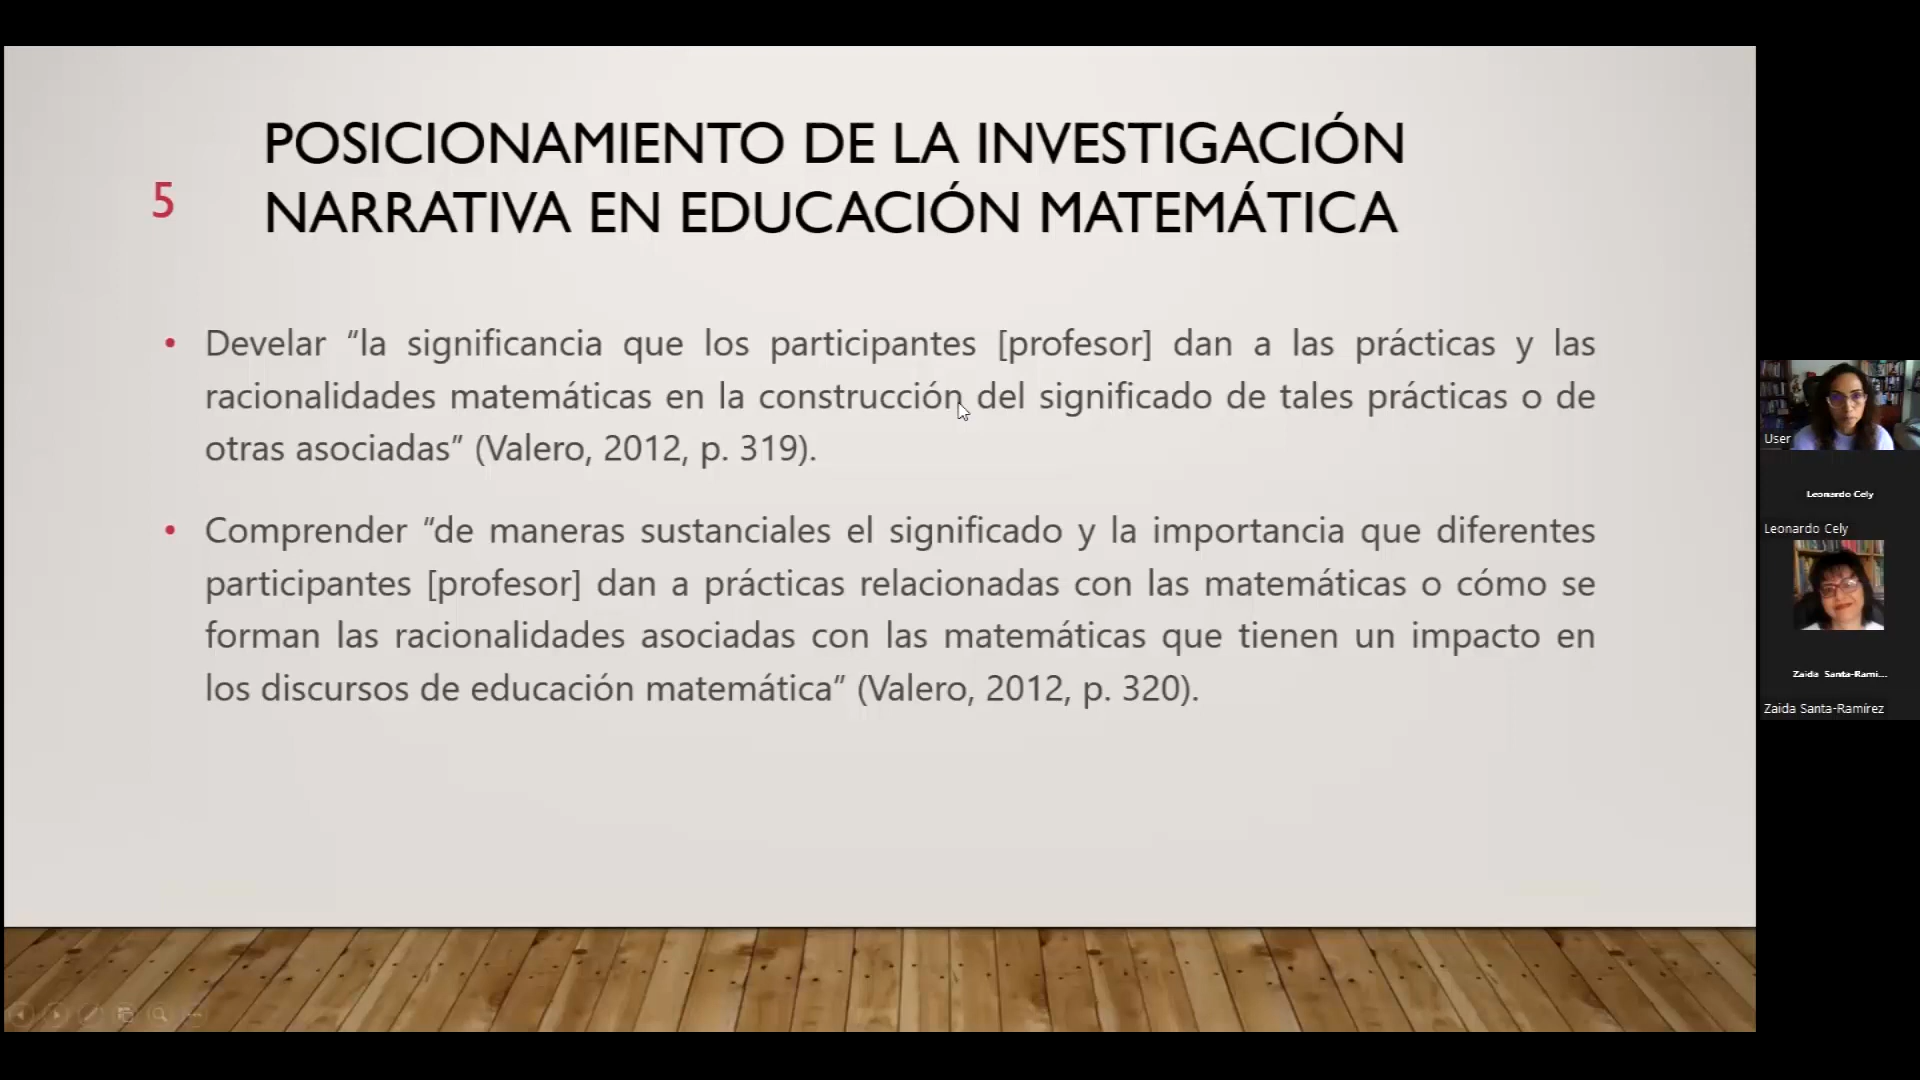 POSICIONAMIENTO DE LA INVESTIGACIÓN
5
NARRATIVA EN EDUCACIÓN MATEMÁTICA
• Develar “la significancia que los participantes [profesor] dan a las prácticas y las
racionalidades matemáticas en la construcción del significado de tales prácticas o de
otras asociadas” (Valero, 2012, p. 319).
• Comprender “de maneras sustanciales el significado y la importancia que diferentes
participantes [profesor] dan a prácticas relacionadas con las matemáticas o cómo se
forman las racionalidades asociadas con las matemáticas que tienen un impacto en
los discursos de educación matemática” (Valero, 2012, p. 320).
User
Leonardo Cely
Leonardo Cely
Zaida Santa-Rami...
Zaida Santa-Ramírez